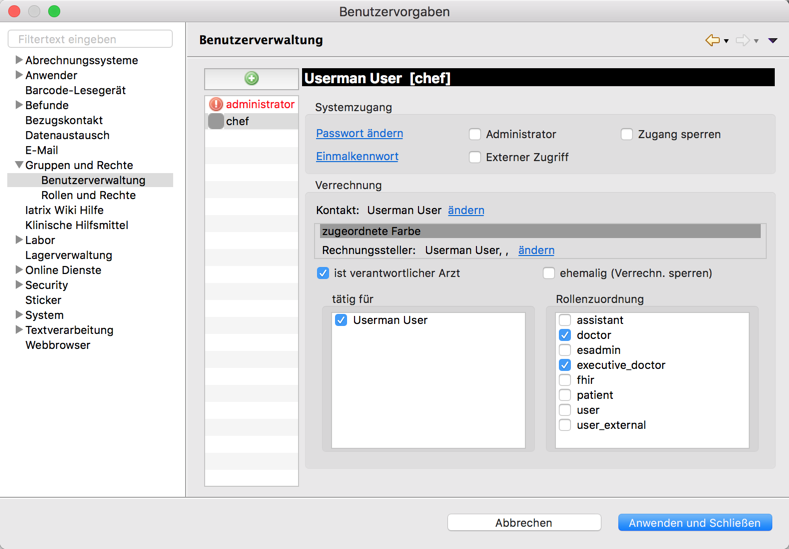 Benutzervorgaben
Filtertext eingeben
Abrechnungssysteme
Anwender
Barcode-Lesegerät
Befunde
Bezugskontakt
Datenaustausch
E-Mail
Gruppen und Rechte
Benutzerverwaltung
Rollen und Rechte
Iatrix Wiki Hilfe
Klinische Hilfsmittel
Labor
Lagerverwaltung
Online Dienste
Security
Sticker
System
Textverarbeitung
Webbrowser
Benutzerverwaltung
administrator
chef
Userman User [chef]
Systemzugang
Passwort ändern Administrator Zugang sperren
Einmalkennwort Externer Zugriff
Verrechnung
Kontakt: Userman User ändern
zugeordnete Farbe
Rechnungssteller: Userman User, , ändern
ist verantwortlicher Arzt ehemalig (Verrechn. sperren)
tätig für
Userman User
Rollenzuordnung
assistant
doctor
esadmin
executive_doctor
fhir
patient
user
user_external
Abbrechen Anwenden und Schließen